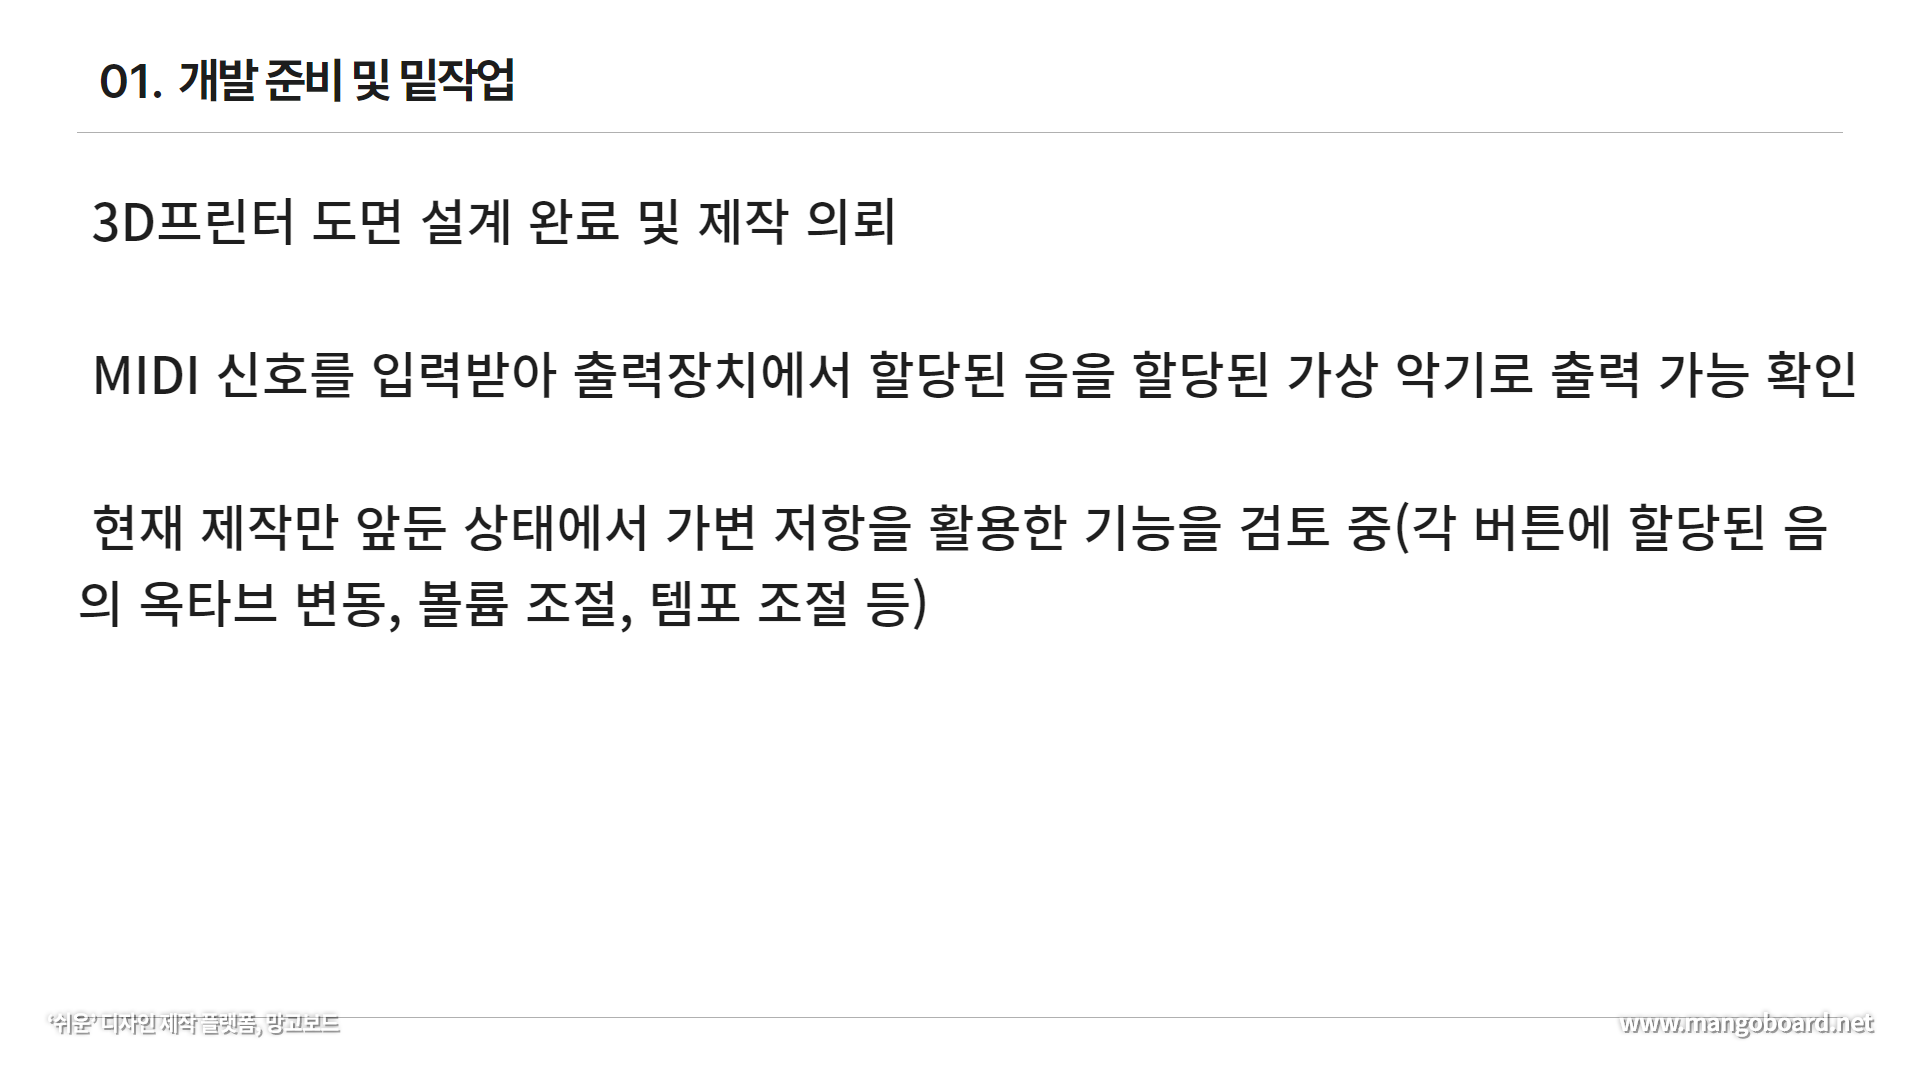 01. 개발 준비 및 밑작업
3D프린터 도면 설계 완료 및 제작 의뢰
MIDI 신호를 입력받아 출력장치에서 할당된 음을 할당된 가상 악기로 출력 가능 확인
현재 제작만 앞둔 상태에서 가변 저항을 활용한 기능을 검토 중(각 버튼에 할당된 음
의 옥타브 변동, 볼륨 조절, 템포 조절 등)
‘쉬운’ 디자인 제작 플랫폼, 망고보드
www.mangoboard.net